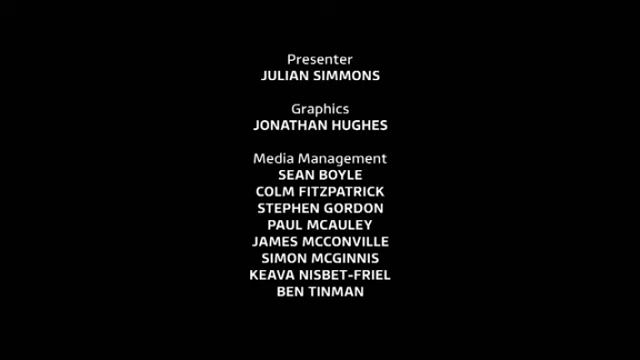 Presenter
JULIAN SIMMONS
Graphics
JONATHAN HUGHES
Media Management
SEAN BOYLE
COLM FITZPATRICK
STEPHEN GORDON
PAUL MCAULEY
JAMES MCCONVILLE
SIMON MCGINNIS
KEAVA NISBET-FRIEL
BEN TINMAN